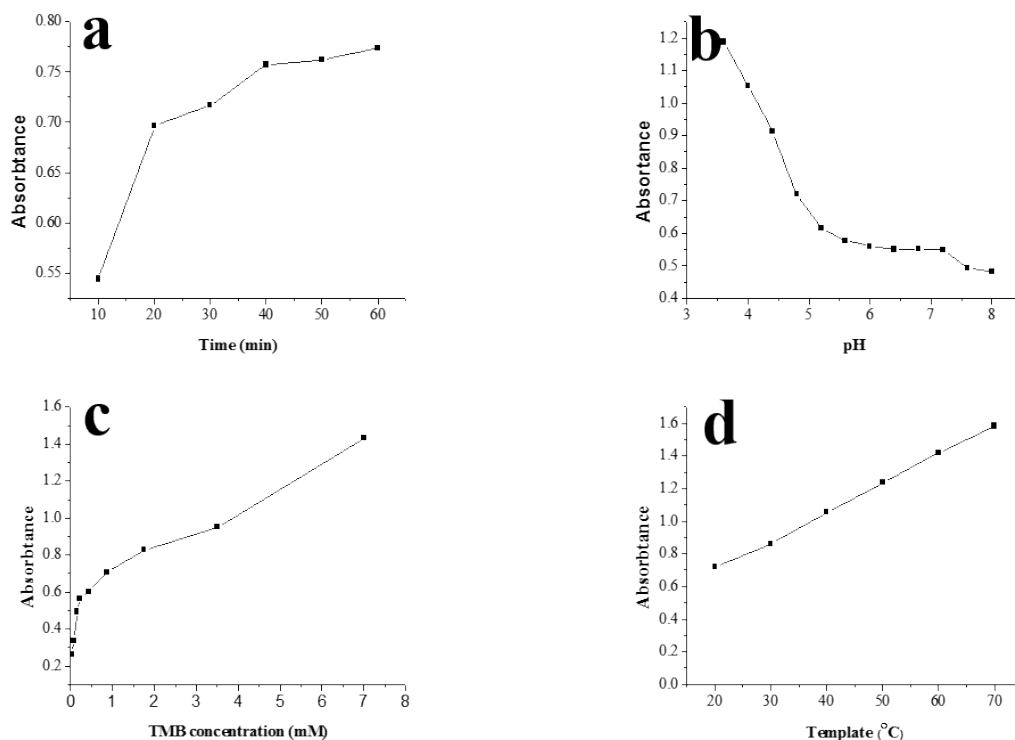 a
Absorbtance
0.80
0.75
0.70
0.65
0.60
0.55
10 20 30 40 50 60
Time (min)
b
Absortance
1.2
1.1
1.0
0.9
0.8
0.7
0.6
0.5
0.4
3 4 5 6 7 8
pH
c
Absorbtance
1.6
1.4
1.2
1.0
0.8
0.6
0.4
0.2
0 1 2 3 4 5 6 7 8
TMB concentration (mM)
d
Absorbtance
1.6
1.4
1.2
1.0
0.8
0.6
0.4
0.2
0.0
20 30 40 50 60 70
Template (°C)